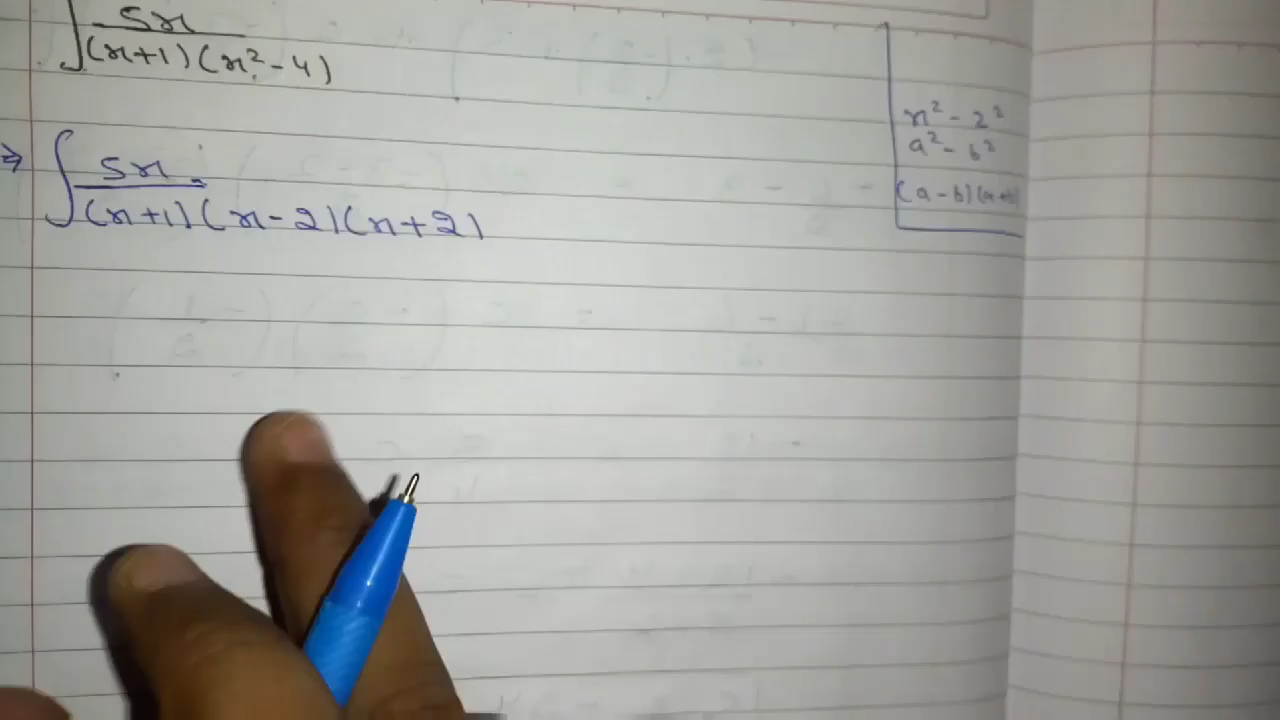 ∫ 5x / (x+1)(x²-4)
⇒ ∫ 5x / (x+1)(x-2)(x+2)
x² - 2²
a² - b²
(a-b)(a+b)